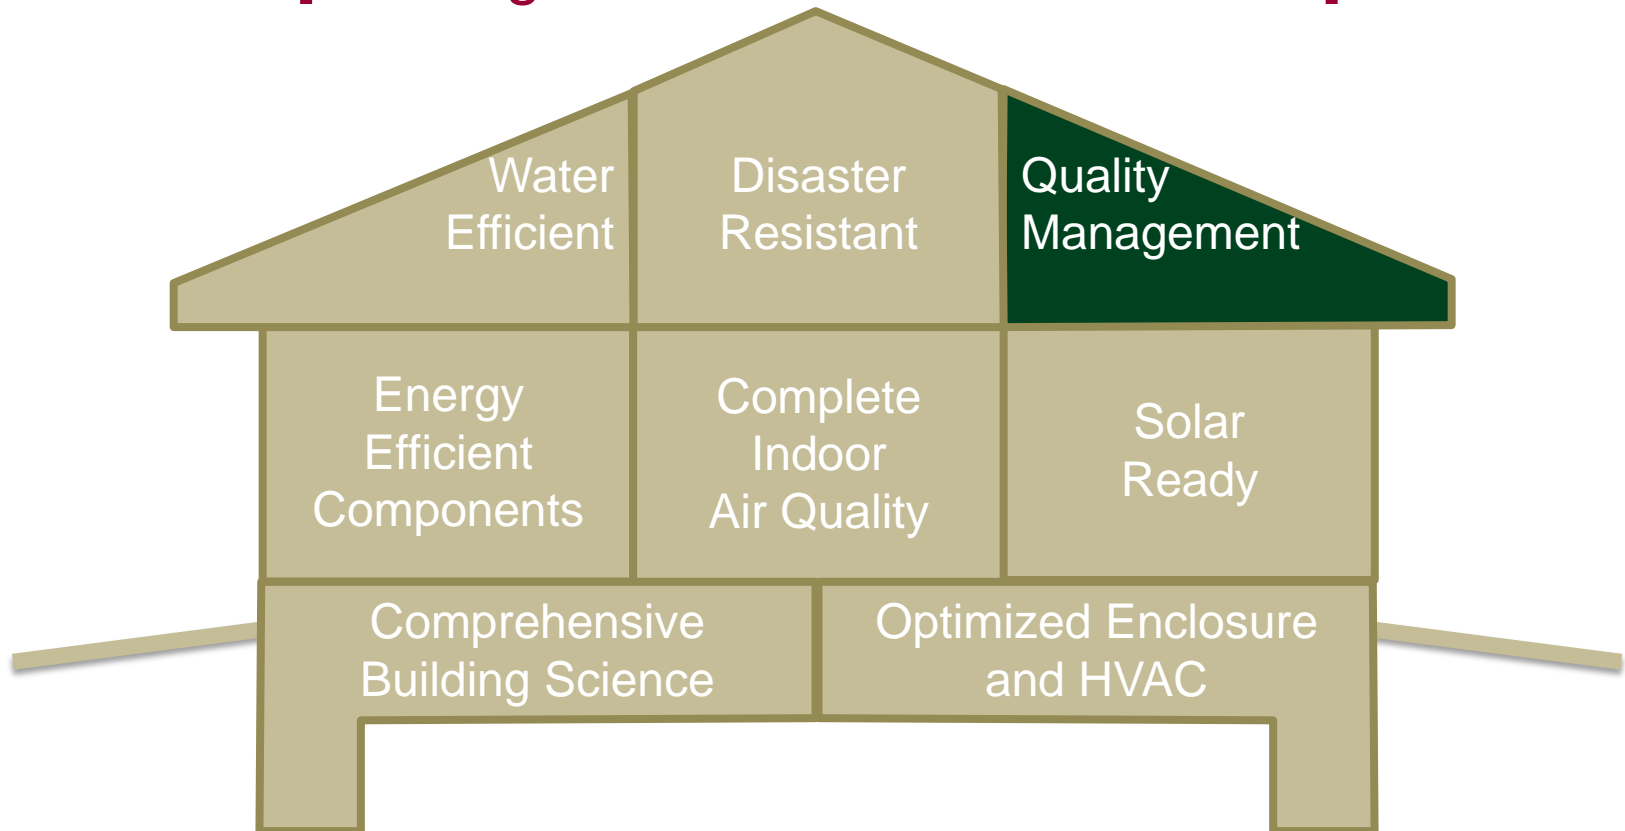 Water
Efficient
Disaster
Resistant
Quality
Management
Energy
Efficient
Components
Complete
Indoor
Air Quality
Solar
Ready
Comprehensive
Building Science
Optimized Enclosure
and HVAC